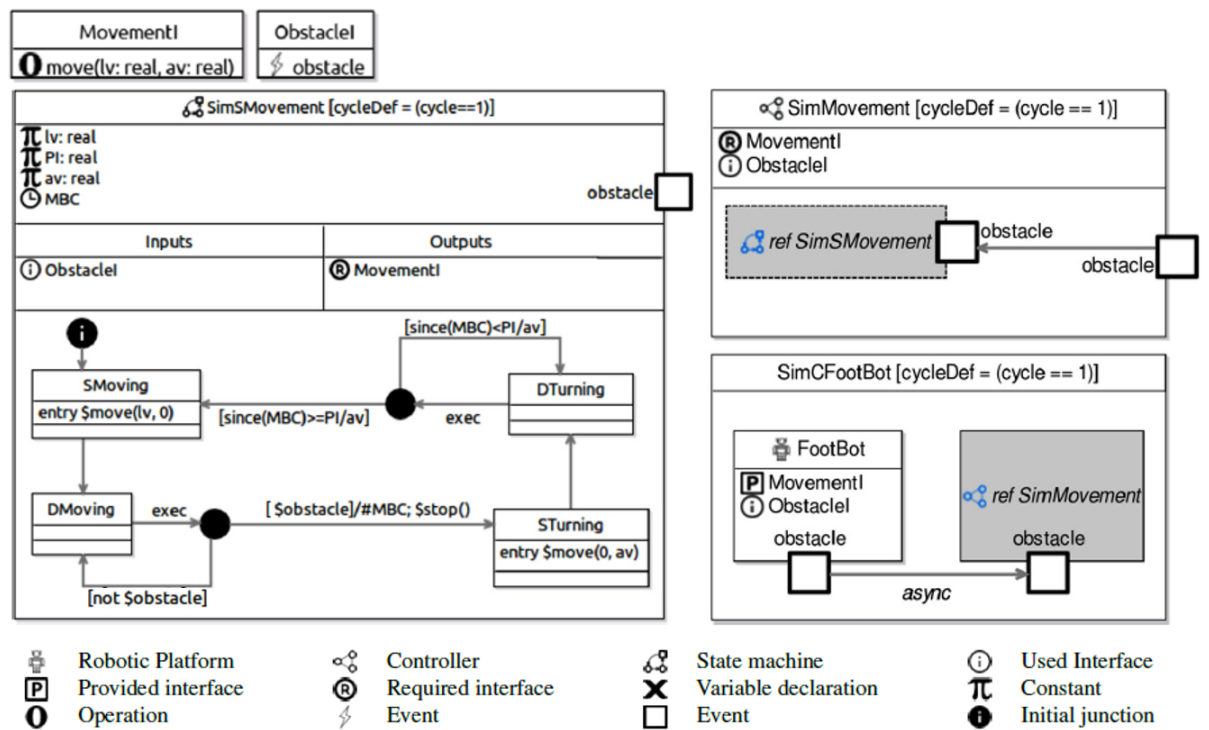 MovementI
move(lv: real, av: real)
ObstacleI
obstacle
SimSMovement [cycleDef = (cycle==1)]
lv: real
PI: real
av: real
MBC
obstacle
Inputs
Outputs
ObstacleI
MovementI
i
SMoving
entry $move(lv, 0)
[since(MBC)<PI/av]
[since(MBC)>=PI/av]
exec
DTurning
DMoving
exec
[ $obstacle]/#MBC; $stop()
STurning
entry $move(0, av)
[not $obstacle]
SimMovement [cycleDef = (cycle == 1)]
R MovementI
i ObstacleI
ref SimSMovement
obstacle
obstacle
SimCFootBot [cycleDef = (cycle == 1)]
FootBot
P MovementI
i ObstacleI
obstacle
async
ref SimMovement
obstacle
Robotic Platform
Controller
State machine
i Used Interface
P Provided interface
R Required interface
X Variable declaration
π Constant
O Operation
Event
Event
i Initial junction